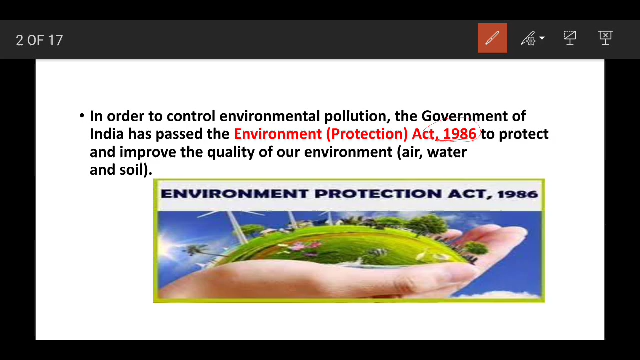 2 OF 17
• In order to control environmental pollution, the Government of
India has passed the Environment (Protection) Act, 1986 to protect
and improve the quality of our environment (air, water
and soil).
ENVIRONMENT PROTECTION ACT, 1986